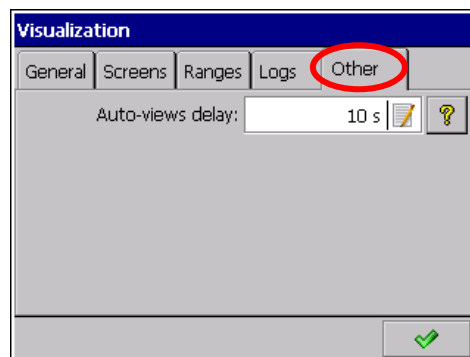 Visualization
General Screens Ranges Logs Other
Auto-views delay: 10 s ?